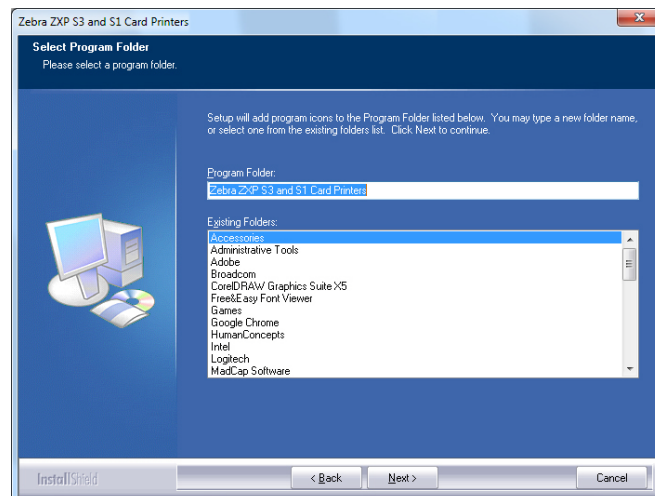 Zebra ZXP S3 and S1 Card Printers
Select Program Folder
Please select a program folder.
Setup will add program icons to the Program Folder listed below. You may type a new folder name,
or select one from the existing folders list. Click Next to continue.
Program Folder:
Zebra ZXP S3 and S1 Card Printers
Existing Folders:
Accessories
Administrative Tools
Adobe
Broadcom
CorelDRAW Graphics Suite X5
Free&Easy Font Viewer
Games
Google Chrome
HumanConcepts
Intel
Logitech
MadCap Software
InstallShield
< Back
Next >
Cancel